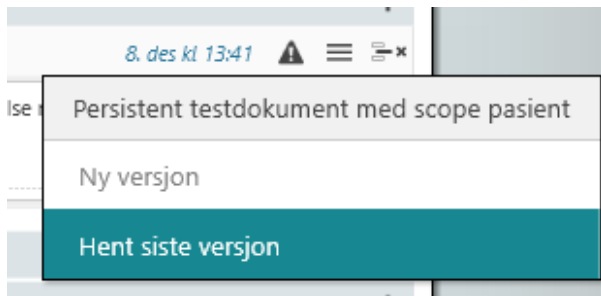 8. des kl 13:41
Persistent testdokument med scope pasient
Ny versjon
Hent siste versjon